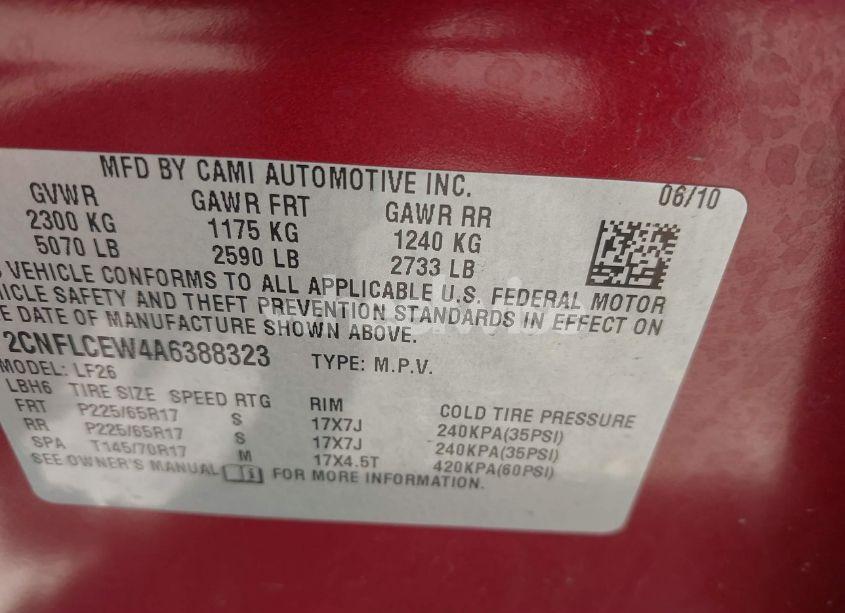 MFD BY CAMI AUTOMOTIVE INC. 06/10
GVWR GAWR FRT GAWR RR
2300 KG 1175 KG 1240 KG
5070 LB 2590 LB 2733 LB
VEHICLE CONFORMS TO ALL APPLICABLE U.S. FEDERAL MOTOR
SAFETY AND THEFT PREVENTION STANDARDS IN EFFECT ON
DATE OF MANUFACTURE SHOWN ABOVE.
2CNFLCEW4A6388323 TYPE: M.P.V.
MODEL: LF26
LBH6 TIRE SIZE SPEED RTG RIM COLD TIRE PRESSURE
FRT P225/65R17 S 17X7J 240KPA(35PSI)
RR P225/65R17 S 17X7J 240KPA(35PSI)
SPA T145/70R17 M 17X4.5T 420KPA(60PSI)
SEE OWNER'S MANUAL FOR MORE INFORMATION.